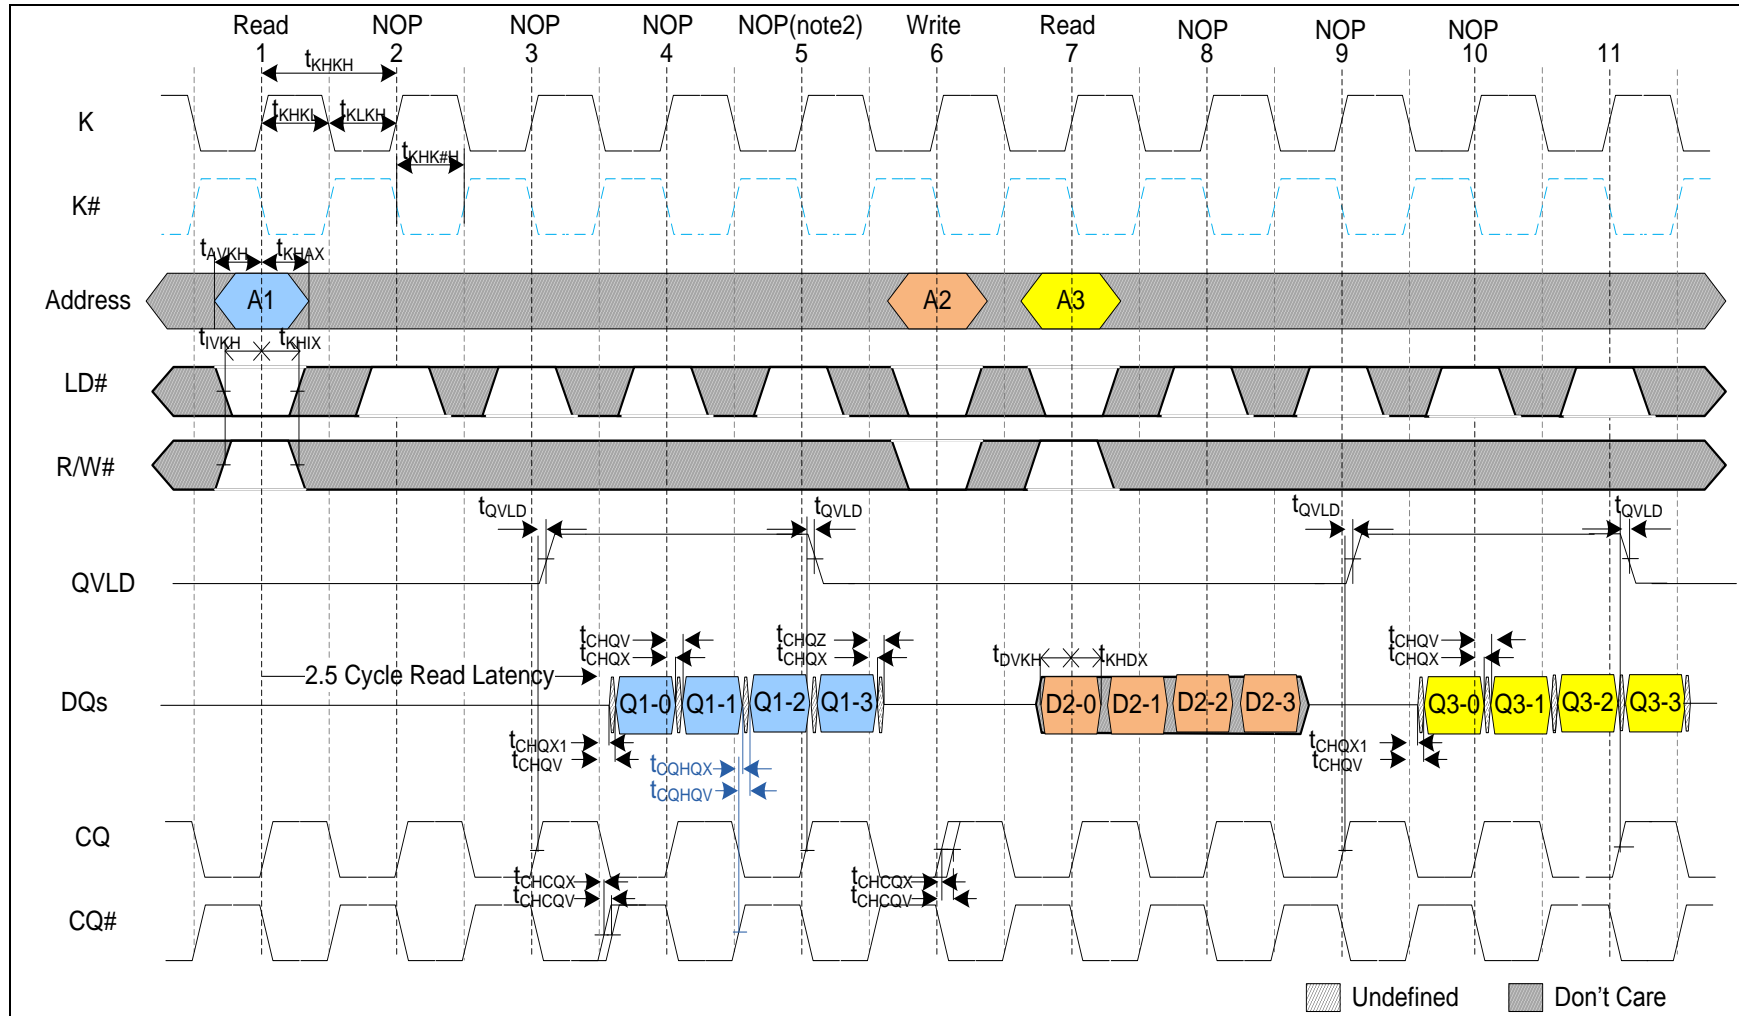 Read NOP NOP NOP NOP(note2) Write Read NOP NOP NOP
1 2 3 4 5 6 7 8 9 10 11
tKHKH
K
tKHKL tKLKH
tKHK#H
K#
tAVKH tKHAX
Address A1 A2 A3
tIVKH tKHIX
LD#
R/W#
tQVLD tQVLD tQVLD tQVLD
QVLD
tCHQV tCHQZ tCHQV
tCHQX tCHQX tDVKH tKHDX tCHQX
2.5 Cycle Read Latency
DQs Q1-0 Q1-1 Q1-2 Q1-3 D2-0 D2-1 D2-2 D2-3 Q3-0 Q3-1 Q3-2 Q3-3
tCHQX1 tCHQX1
tCHQV tCHQV
tCQHQX
tCQHQV
CQ
tCHCQX tCHCQX
tCHCQV tCHCQV
CQ#
Undefined Don't Care